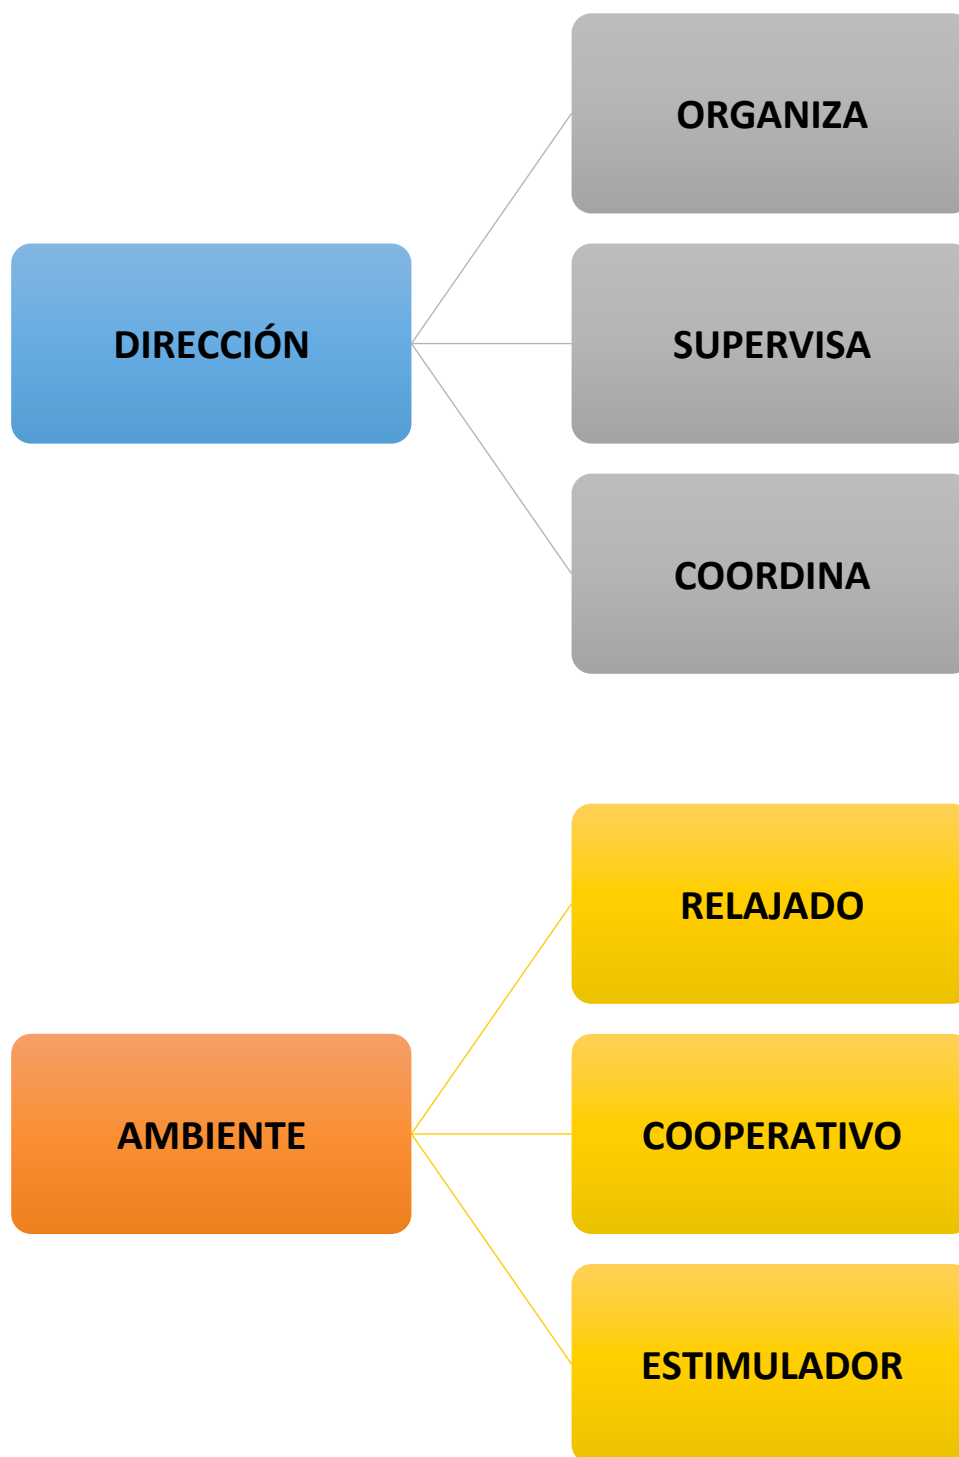 ORGANIZA
DIRECCIÓN
SUPERVISA
COORDINA
RELAJADO
AMBIENTE
COOPERATIVO
ESTIMULADOR